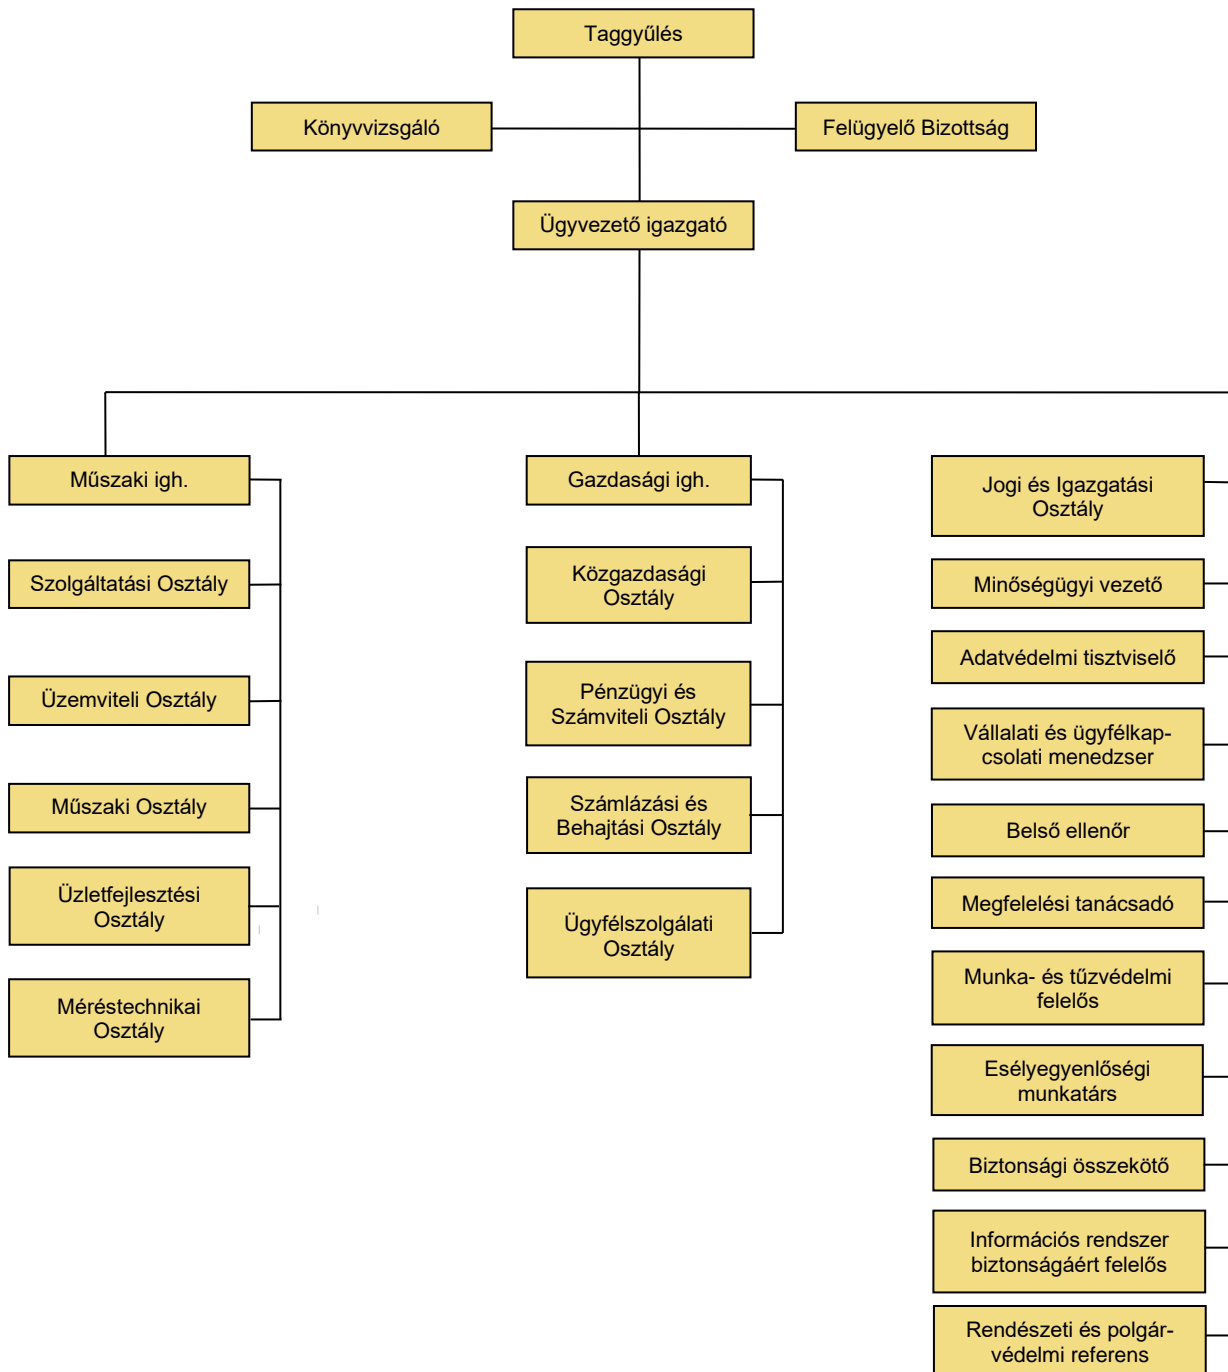 Taggyűlés
Könyvvizsgáló
Felügyelő Bizottság
Ügyvezető igazgató
Műszaki igh.
Szolgáltatási Osztály
Üzemviteli Osztály
Műszaki Osztály
Üzletfejlesztési
Osztály
Méréstechnikai
Osztály
Gazdasági igh.
Közgazdasági
Osztály
Pénzügyi és
Számviteli Osztály
Számlázási és
Behajtási Osztály
Ügyfélszolgálati
Osztály
Jogi és Igazgatási
Osztály
Minőségügyi vezető
Adatvédelmi tisztviselő
Vállalati és ügyfélkap-
csolati menedzser
Belső ellenőr
Megfelelési tanácsadó
Munka- és tűzvédelmi
felelős
Esélyegyenlőségi
munkatárs
Biztonsági összekötő
Információs rendszer
biztonságáért felelős
Rendészeti és polgár-
védelmi referens